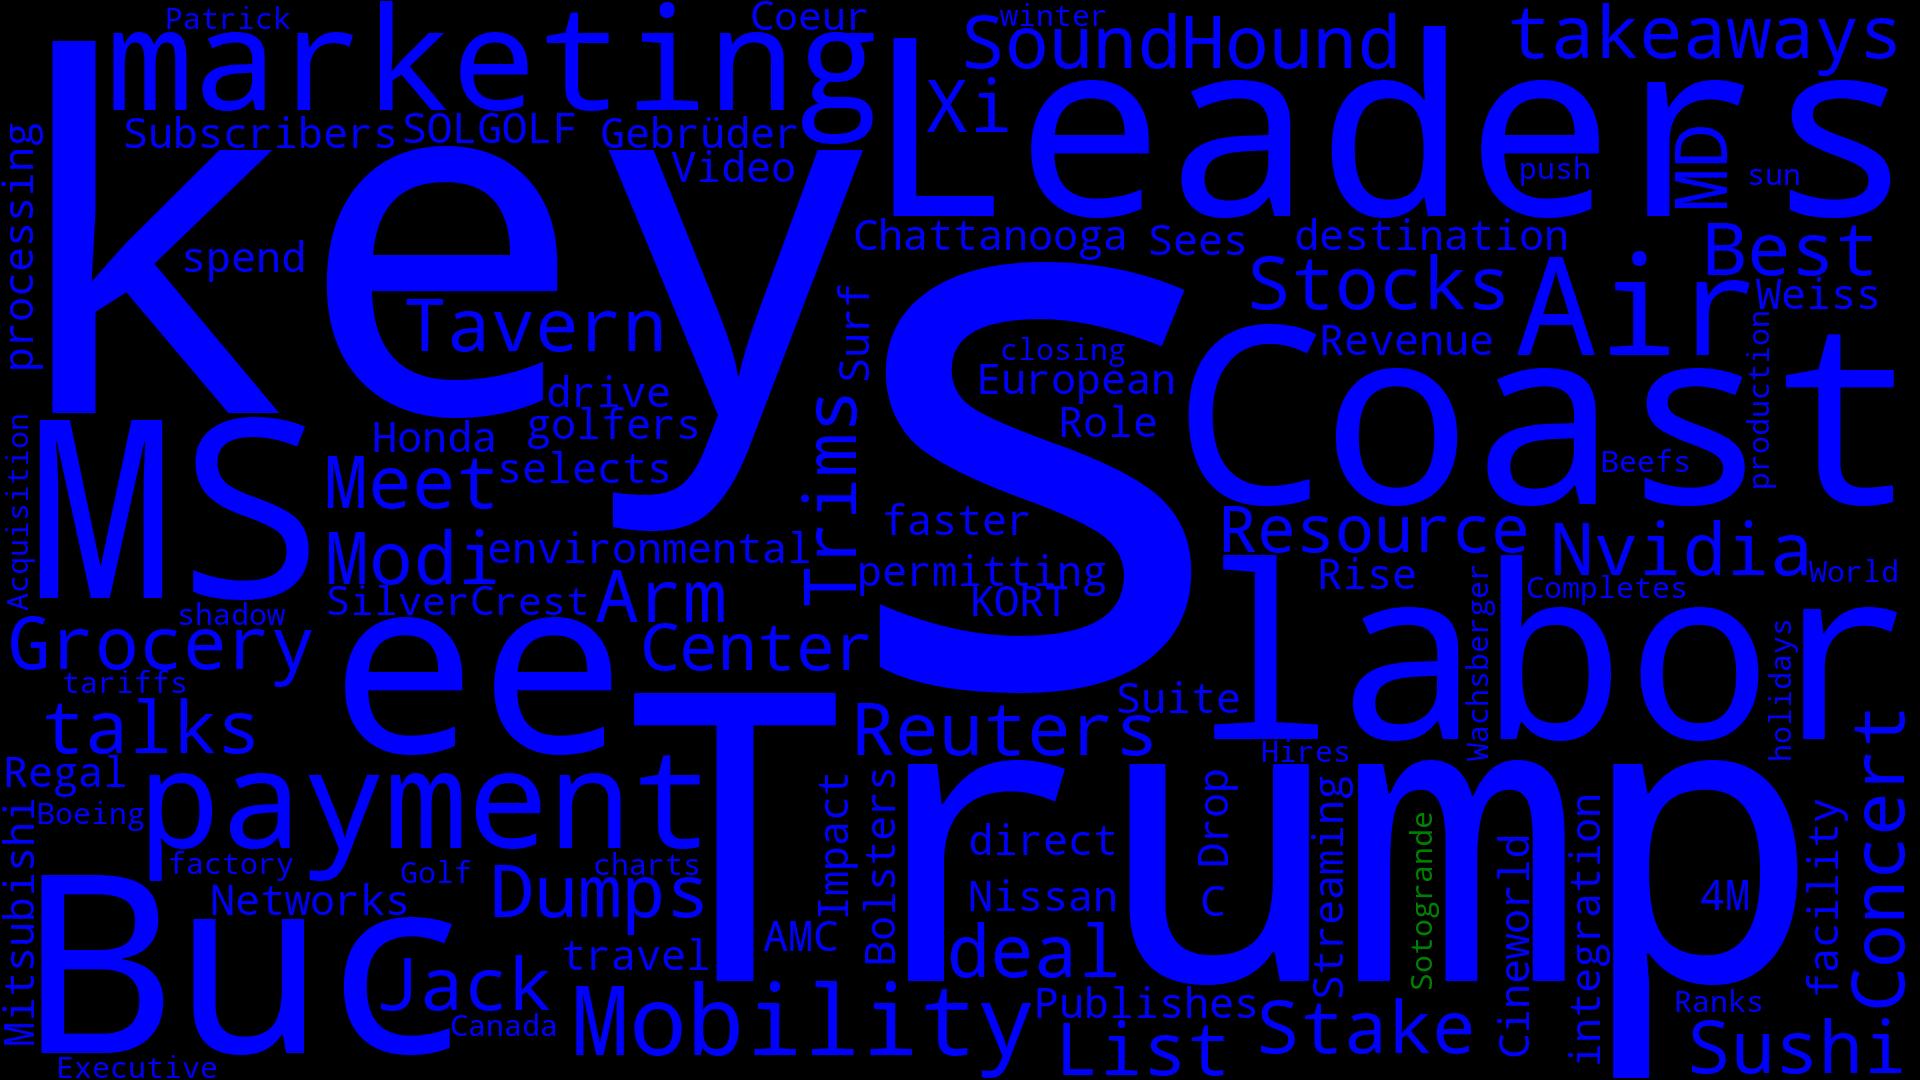 Patrick
marketing
Coeur
winter
SoundHound
takeaways
Leaders
Xi
Subscribers
SOLGOLF
Gebrüder
Video
processing
key
push
MD
sun
spend
Chattanooga
Sees
destination
Best
Stocks
Air
Weiss
Tavern
Surf
S
closing
European
Role
Revenue
Coast
production
drive
golfers
Honda
Trims
Beefs
Acquisition
MS
Meet
selects
faster
Resource
Nvidia
Modi
environmental
permitting
Rise
World
SilverCrest
Arm
KORT
Completes
shadow
Grocery
ee
Center
labor
Wachsberger
holidays
tariffs
talks
Suite
Reuters
Hires
Concert
Regal
payment
Trump
Boeing
Mitsubishi
factory
Golf
charts
Impact
Bolsters
direct
Drop
Streaming
Sotogrande
Cineworld
integration
facility
Networks
Dumps
Nissan
C
4M
Buc
AMC
travel
deal
Jack
Canada
Mobility
Publishes
List
Stake
Ranks
Sushi
Executive